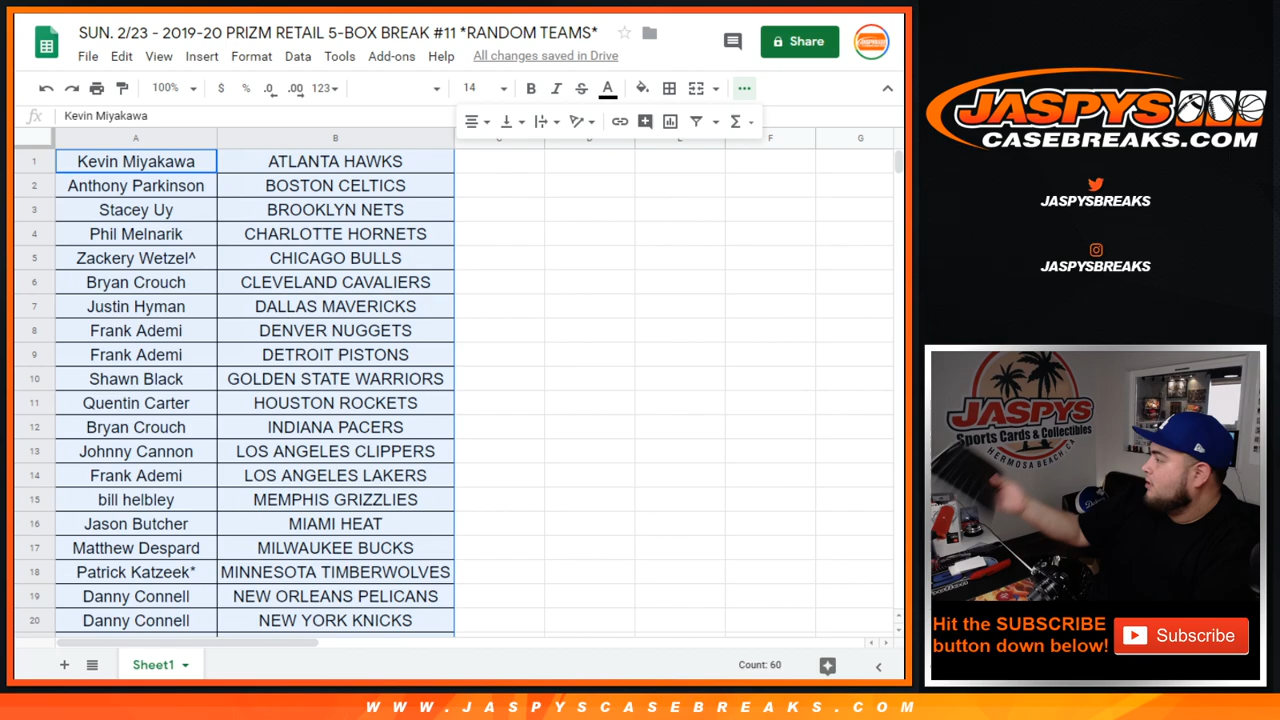 SUN. 2/23 - 2019-20 PRIZM RETAIL 5-BOX BREAK #11 *RANDOM TEAMS*
File Edit View Insert Format Data Tools Add-ons Help All changes saved in Drive
Share
100% $ % .0 .00 123 14 B I S A
fx Kevin Miyakawa
A B G
1 Kevin Miyakawa ATLANTA HAWKS
2 Anthony Parkinson BOSTON CELTICS
3 Stacey Uy BROOKLYN NETS
4 Phil Melnarik CHARLOTTE HORNETS
5 Zackery Wetzel^ CHICAGO BULLS
6 Bryan Crouch CLEVELAND CAVALIERS
7 Justin Hyman DALLAS MAVERICKS
8 Frank Ademi DENVER NUGGETS
9 Frank Ademi DETROIT PISTONS
10 Shawn Black GOLDEN STATE WARRIORS
11 Quentin Carter HOUSTON ROCKETS
12 Bryan Crouch INDIANA PACERS
13 Johnny Cannon LOS ANGELES CLIPPERS
14 Frank Ademi LOS ANGELES LAKERS
15 bill helbley MEMPHIS GRIZZLIES
16 Jason Butcher MIAMI HEAT
17 Matthew Despard MILWAUKEE BUCKS
18 Patrick Katzeek* MINNESOTA TIMBERWOLVES
19 Danny Connell NEW ORLEANS PELICANS
20 Danny Connell NEW YORK KNICKS
Sheet1
Count: 60
JASPYS
CASEBREAKS.COM
JASPYSBREAKS
JASPYSBREAKS
JASPYS
Sports Cards & Collectibles
HERMOSA BEACH CA
Hit the SUBSCRIBE
button down below!
Subscribe
WWW.JASPYSCASEBREAKS.COM